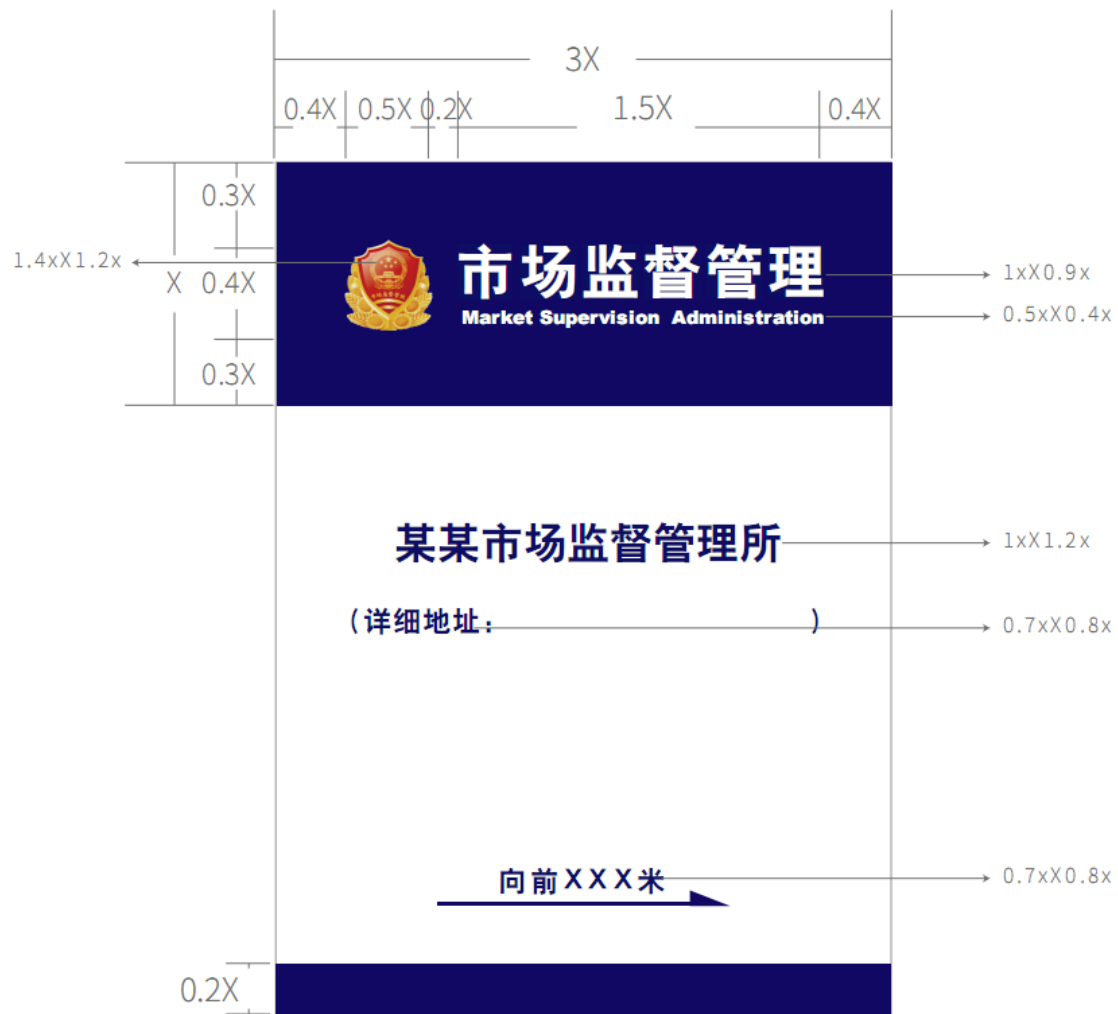 3X
0.4X 0.5X 0.2X 1.5X 0.4X
0.3X
市场监督管理
1.4xX1.2x
1xX0.9x
X 0.4X
Market Supervision Administration
0.5xX0.4x
0.3X
某某市场监督管理所
1xX1.2x
(详细地址: )
0.7xX0.8x
向前XXX米
0.7xX0.8x
0.2X